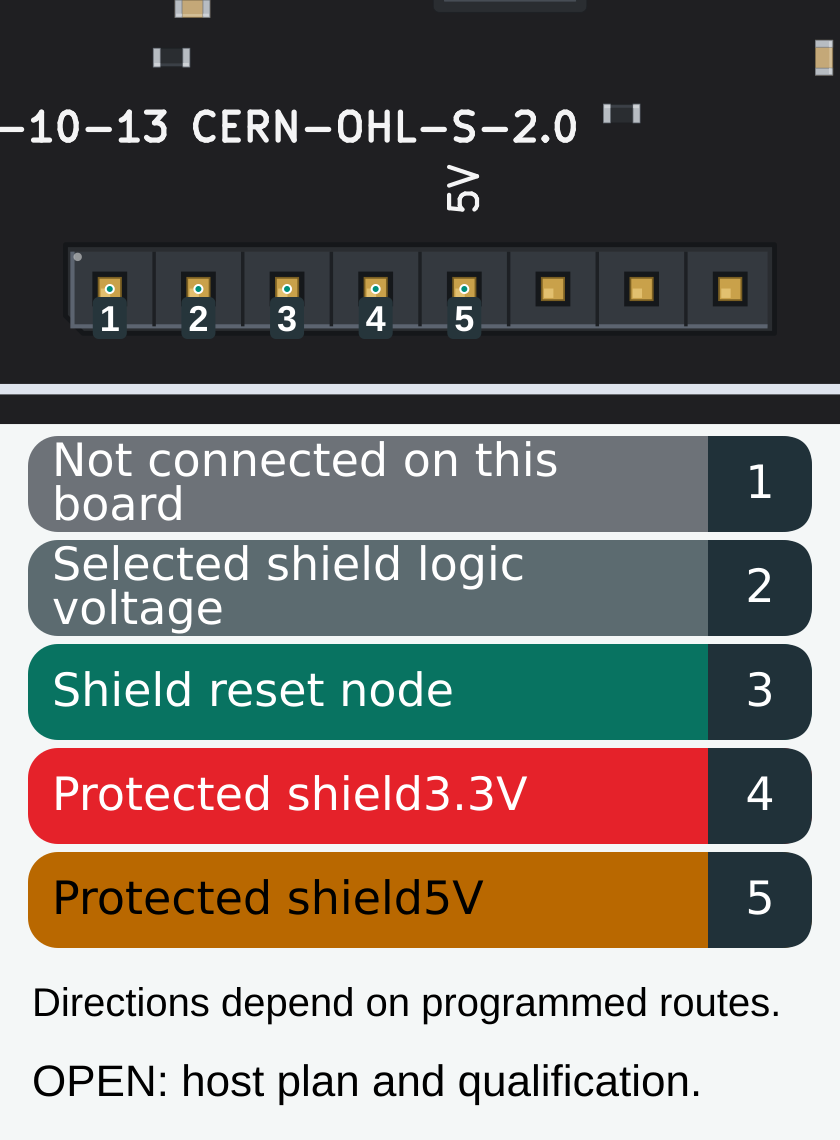 -10-13 CERN-OHL-S-2.0
5V
1 2 3 4 5
Not connected on this
board
1
Selected shield logic
voltage
2
Shield reset node
3
Protected shield3.3V
4
Protected shield5V
5
Directions depend on programmed routes.
OPEN: host plan and qualification.